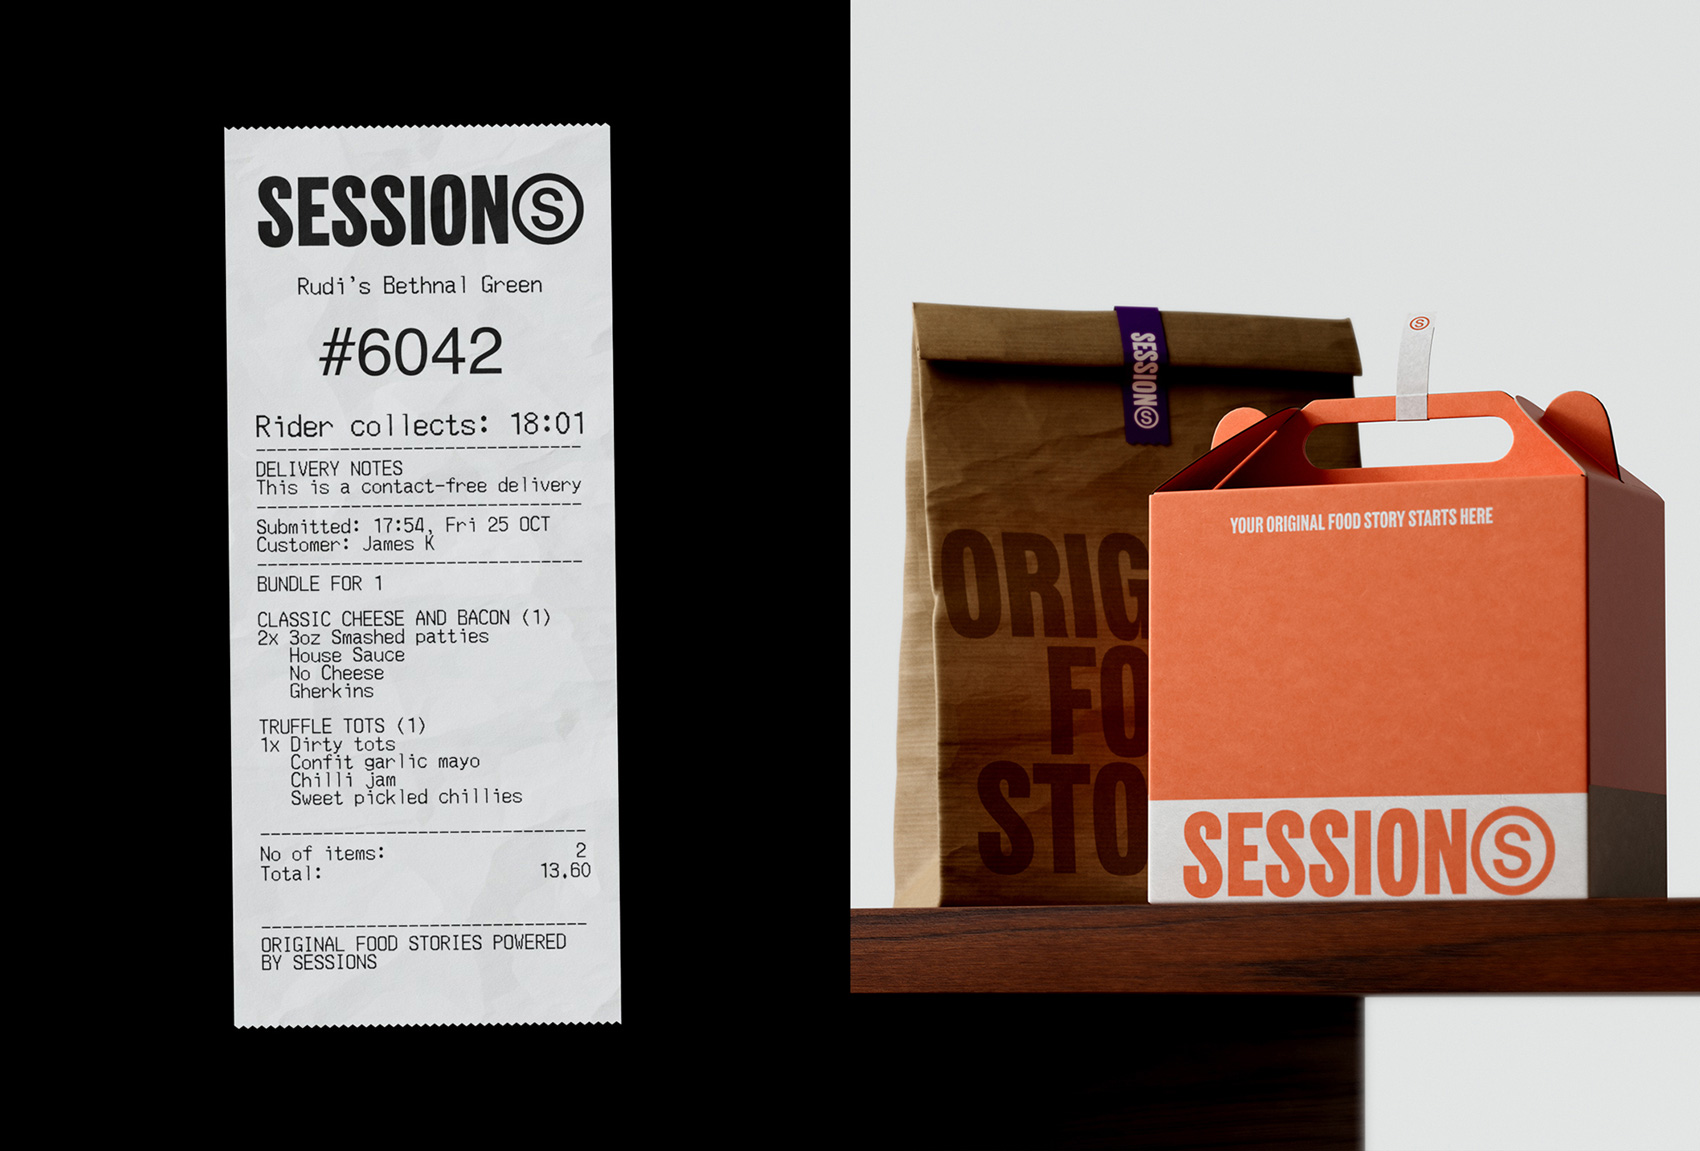 SESSIONS
Rudi's Bethnal Green
#6042
Rider collects: 18:01
DELIVERY NOTES
This is a contact-free delivery
Submitted: 17:54, Fri 25 OCT
Customer: James K
BUNDLE FOR 1
CLASSIC CHEESE AND BACON (1)
2x 3oz Smashed patties
House Sauce
No Cheese
Gherkins
TRUFFLE TOTS (1)
1x Dirty tots
Confit garlic mayo
Chilli jam
Sweet pickled chillies
No of items: 2
Total: 13.60
ORIGINAL FOOD STORIES POWERED
BY SESSIONS
SESSIONS
ORIG
FO
STO
S
YOUR ORIGINAL FOOD STORY STARTS HERE
SESSIONS